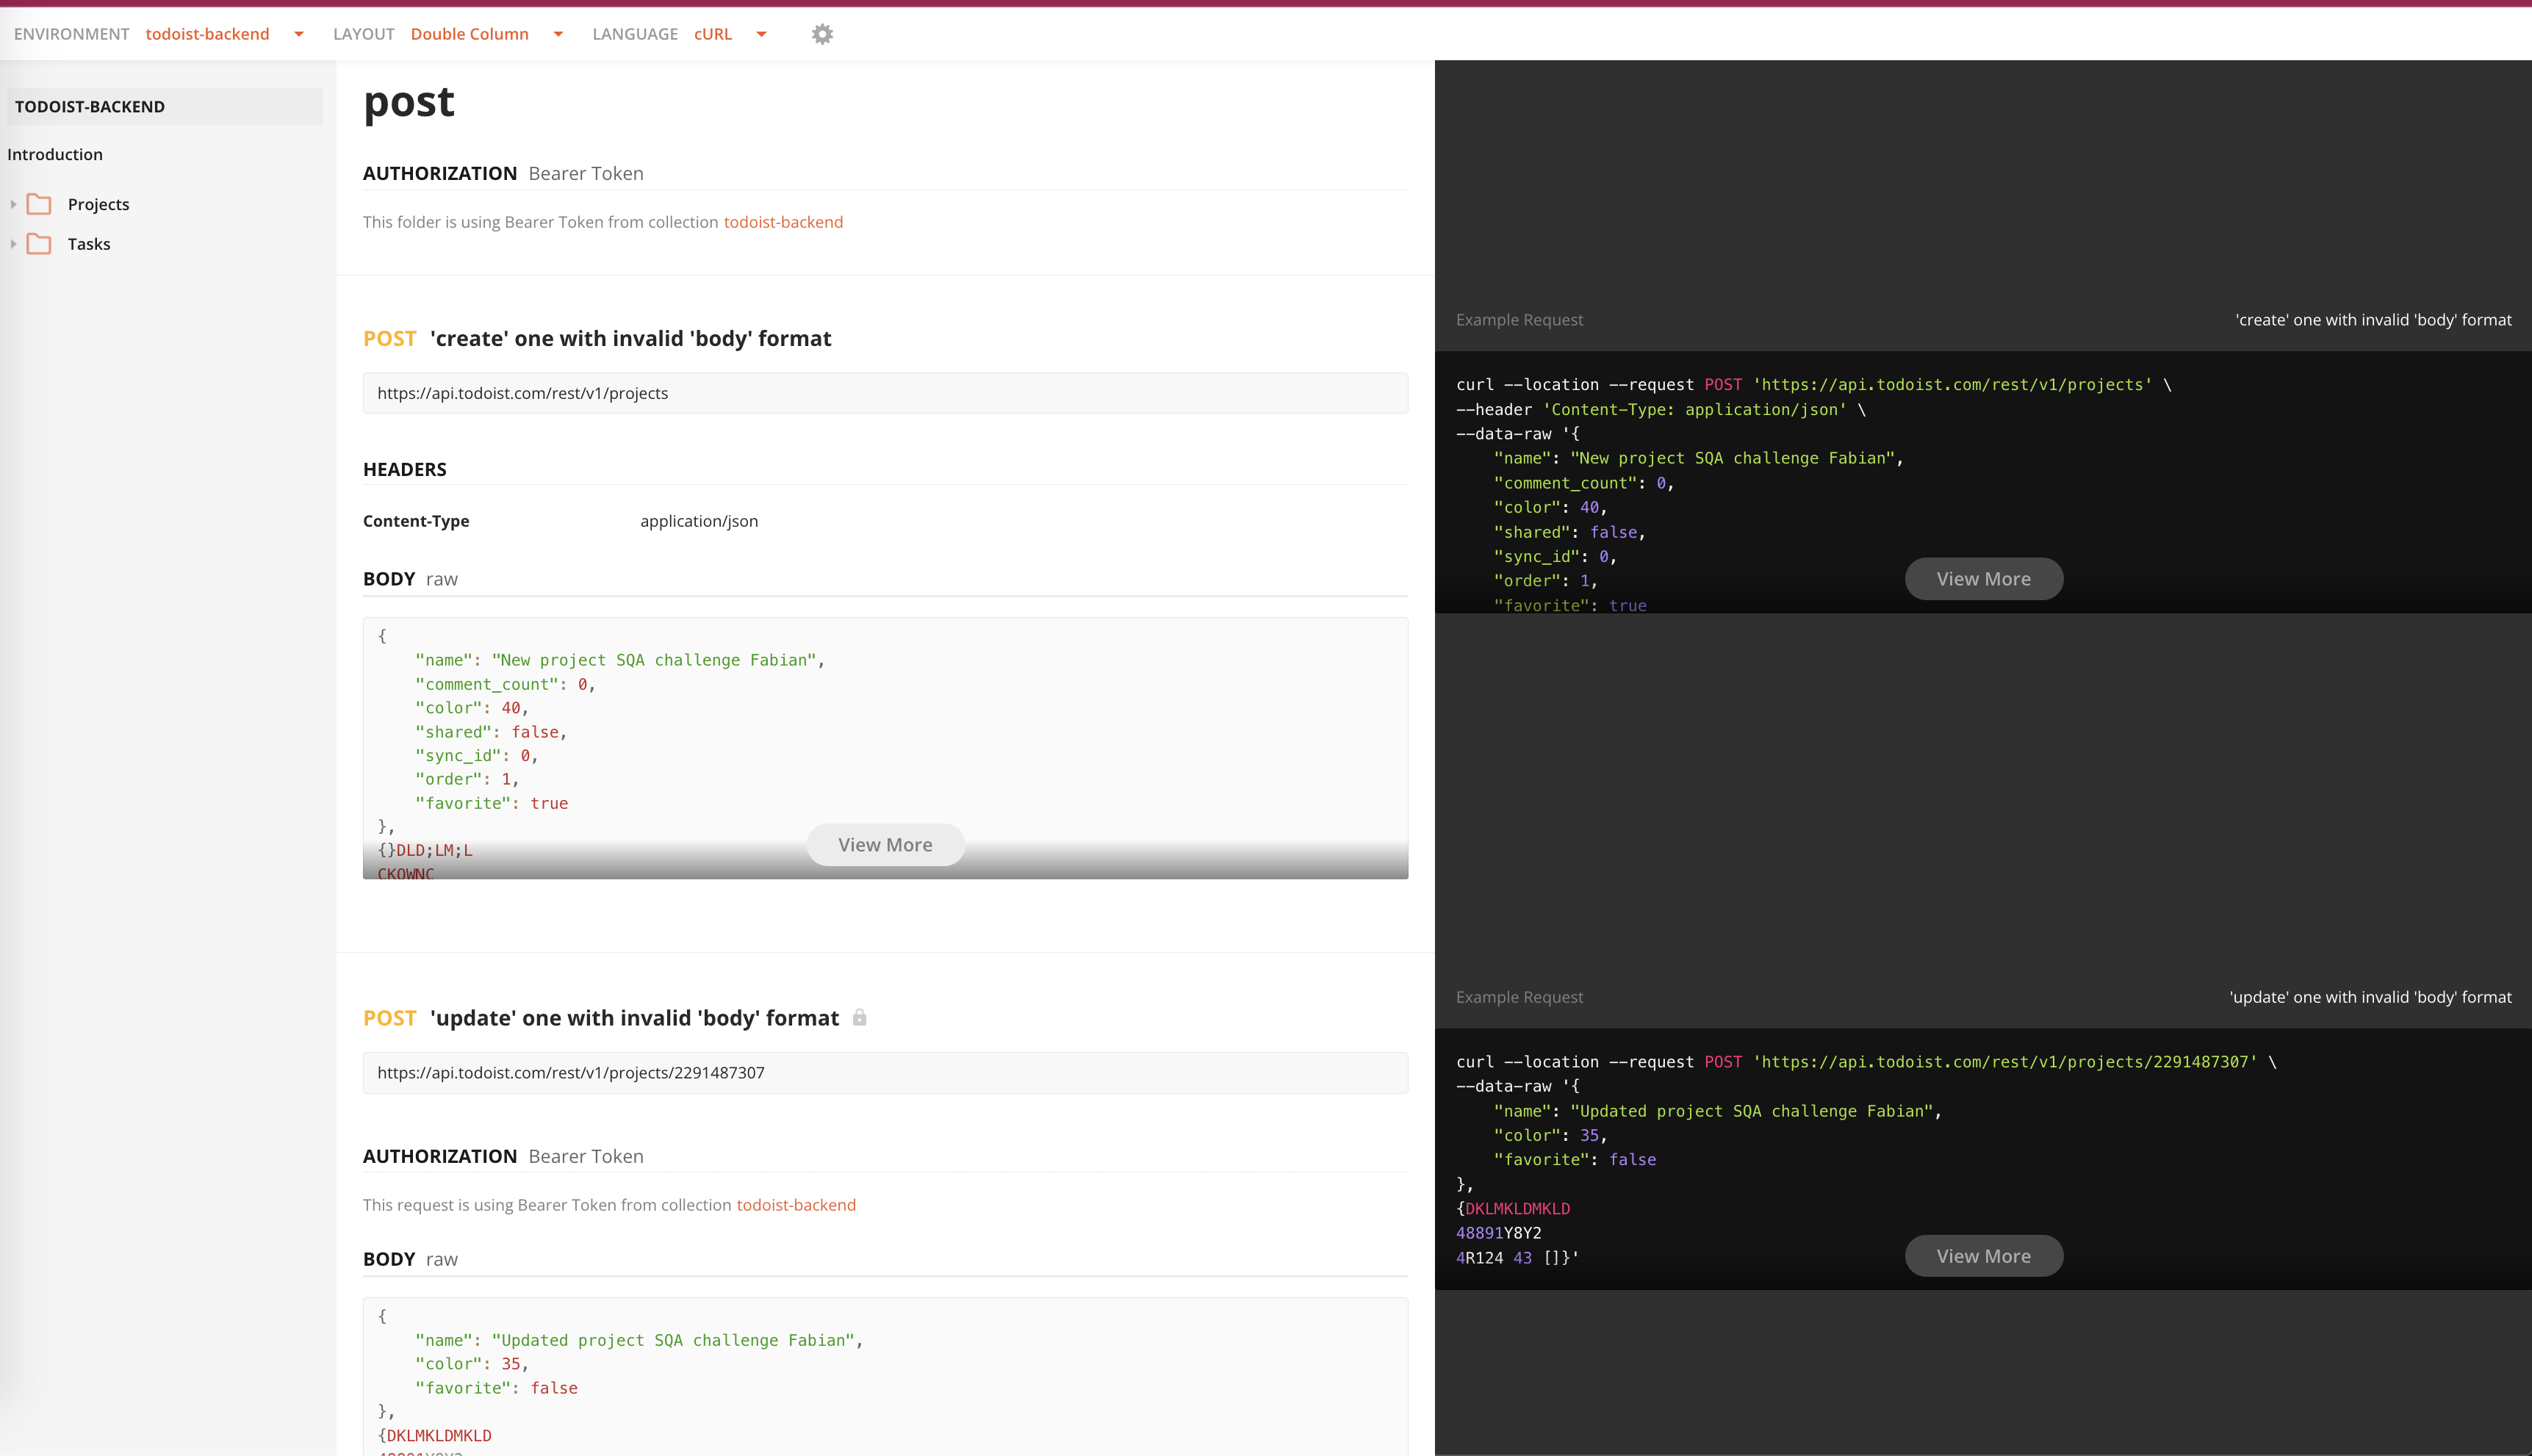 ENVIRONMENT todoist-backend LAYOUT Double Column LANGUAGE cURL
TODOIST-BACKEND
Introduction
Projects
Tasks
post
AUTHORIZATION Bearer Token
This folder is using Bearer Token from collection todoist-backend
POST 'create' one with invalid 'body' format
https://api.todoist.com/rest/v1/projects
HEADERS
Content-Type application/json
BODY raw
{
"name": "New project SQA challenge Fabian",
"comment_count": 0,
"color": 40,
"shared": false,
"sync_id": 0,
"order": 1,
"favorite": true
},
{}DLD;LM;L
CKOWNC
View More
POST 'update' one with invalid 'body' format
https://api.todoist.com/rest/v1/projects/2291487307
AUTHORIZATION Bearer Token
This request is using Bearer Token from collection todoist-backend
BODY raw
{
"name": "Updated project SQA challenge Fabian",
"color": 35,
"favorite": false
},
{DKLMKLDMKLD
Example Request 'create' one with invalid 'body' format
curl --location --request POST 'https://api.todoist.com/rest/v1/projects' \
--header 'Content-Type: application/json' \
--data-raw '{
"name": "New project SQA challenge Fabian",
"comment_count": 0,
"color": 40,
"shared": false,
"sync_id": 0,
"order": 1,
"favorite": true
View More
Example Request 'update' one with invalid 'body' format
curl --location --request POST 'https://api.todoist.com/rest/v1/projects/2291487307' \
--data-raw '{
"name": "Updated project SQA challenge Fabian",
"color": 35,
"favorite": false
},
{DKLMKLDMKLD
48891Y8Y2
4R124 43 []}'
View More